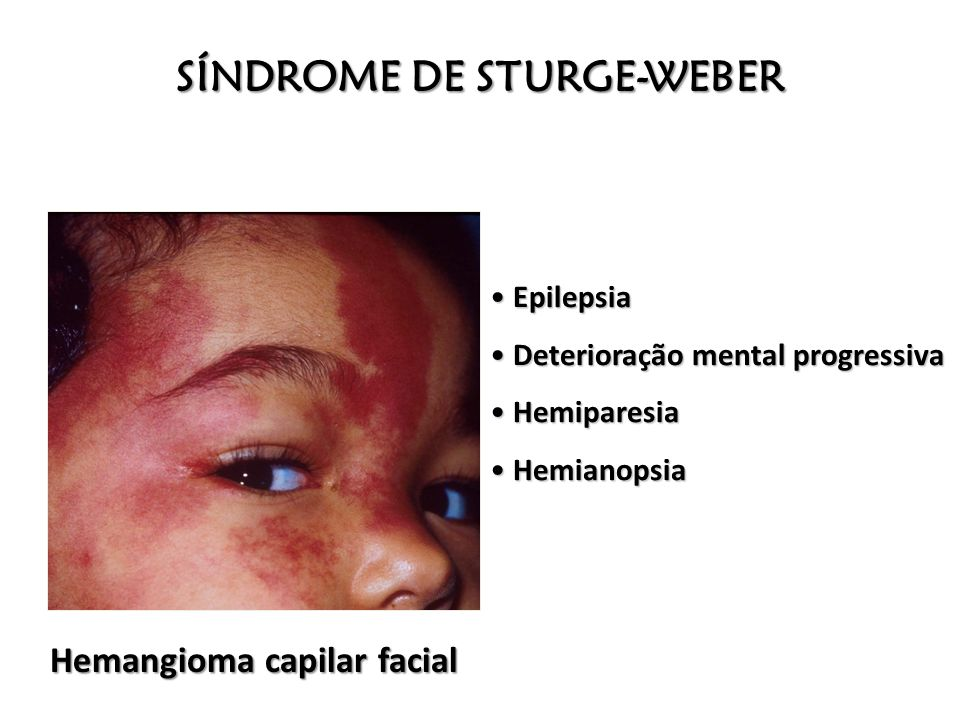 SÍNDROME DE STURGE-WEBER
• Epilepsia
• Deterioração mental progressiva
• Hemiparesia
• Hemianopsia
Hemangioma capilar facial